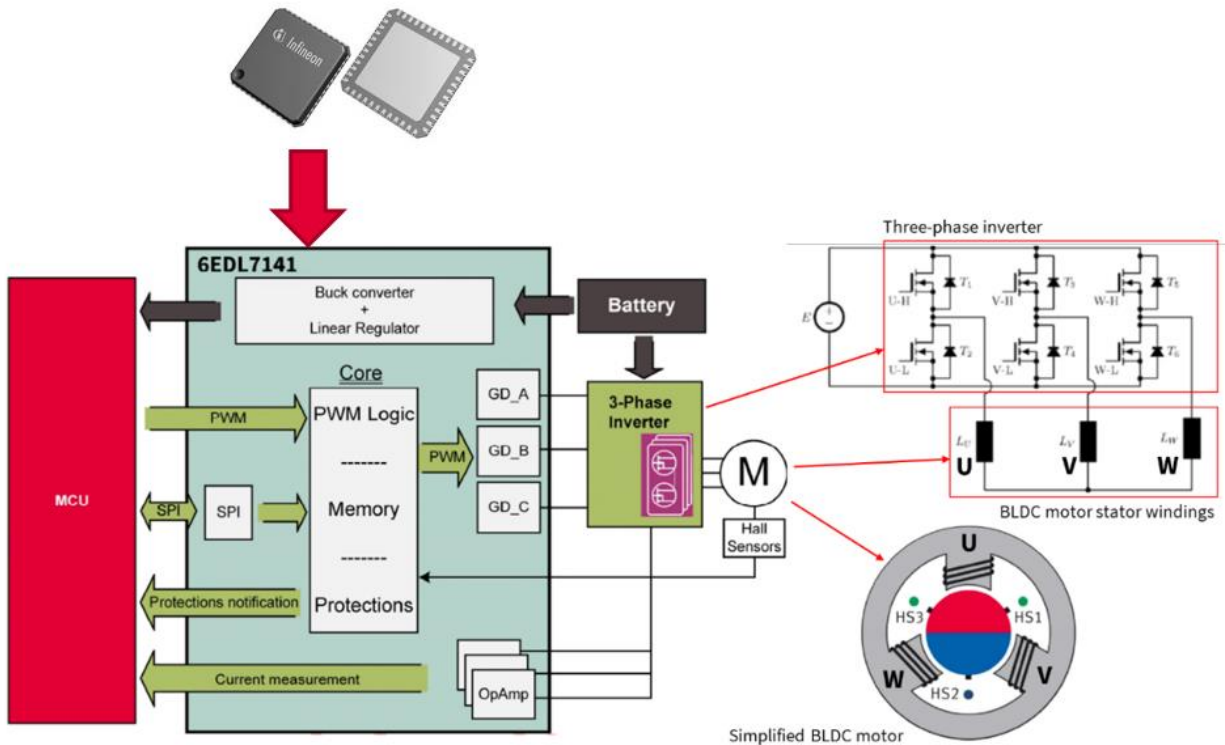 Infineon
6EDL7141
Buck converter
+
Linear Regulator
Battery
Core
PWM Logic
-------
Memory
-------
Protections
MCU
PWM
SPI
SPI
Protections notification
Current measurement
PWM
GD_A
GD_B
GD_C
OpAmp
3-Phase
Inverter
M
Hall
Sensors
Three-phase inverter
E
+
−
U-H
T1
V-H
T3
W-H
T5
U-L
T2
V-L
T4
W-L
T6
LU
U
LV
V
LW
W
BLDC motor stator windings
U
HS3
HS1
W
V
HS2
Simplified BLDC motor